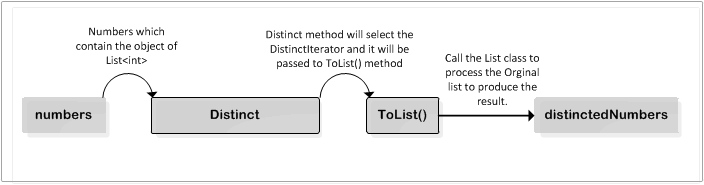 Numbers which
contain the object of
List<int>
Distinct method will select the
DistinctIterator and it will be
passed to ToList() method
Call the List class to
process the Orginal
list to produce the
result.
numbers
Distinct
ToList()
distinctedNumbers